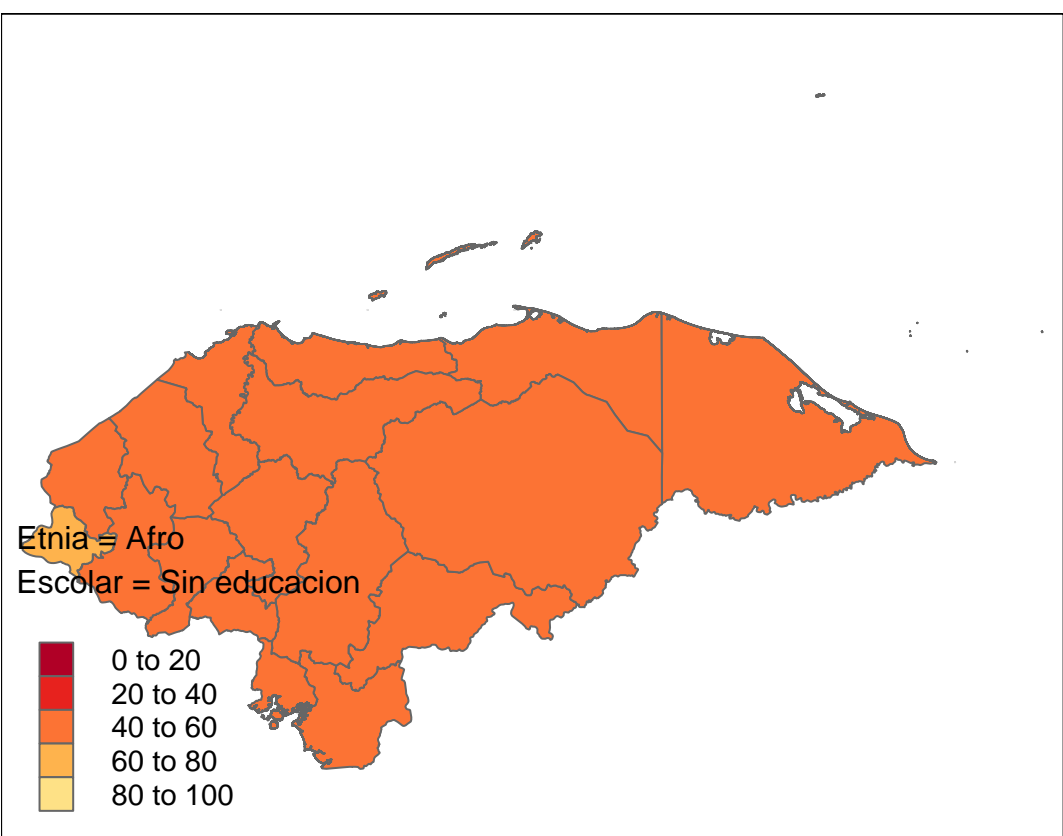 Etnia = Afro
Escolar = Sin educacion
0 to 20
20 to 40
40 to 60
60 to 80
80 to 100